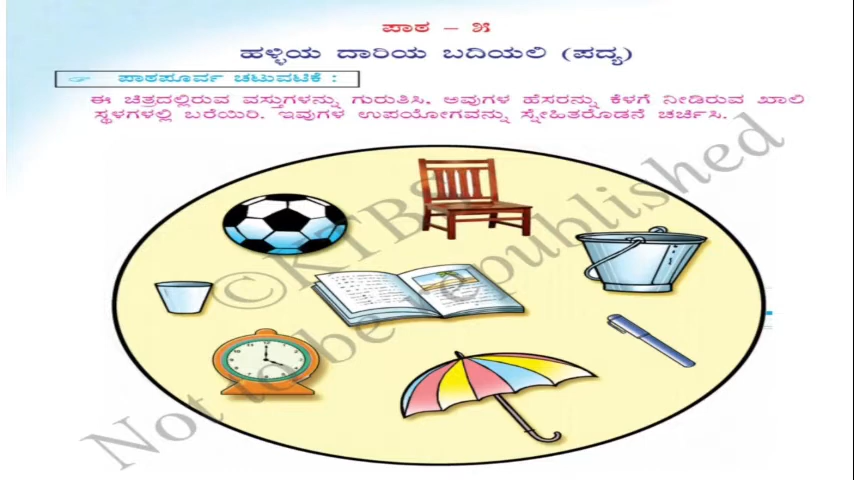 ಪಾಠ – ೫
ಹಳ್ಳಿಯ ದಾರಿಯ ಬದಿಯಲಿ (ಪದ್ಯ)
☞ ಪಾಠಪೂರ್ವ ಚಟುವಟಿಕೆ :
ಈ ಚಿತ್ರದಲ್ಲಿರುವ ವಸ್ತುಗಳನ್ನು ಗುರುತಿಸಿ. ಅವುಗಳ ಹೆಸರನ್ನು ಕೆಳಗೆ ನೀಡಿರುವ ಖಾಲಿ
ಸ್ಥಳಗಳಲ್ಲಿ ಬರೆಯಿರಿ. ಇವುಗಳ ಉಪಯೋಗವನ್ನು ಸ್ನೇಹಿತರೊಡನೆ ಚರ್ಚಿಸಿ.
©KTBS
Not to be republished